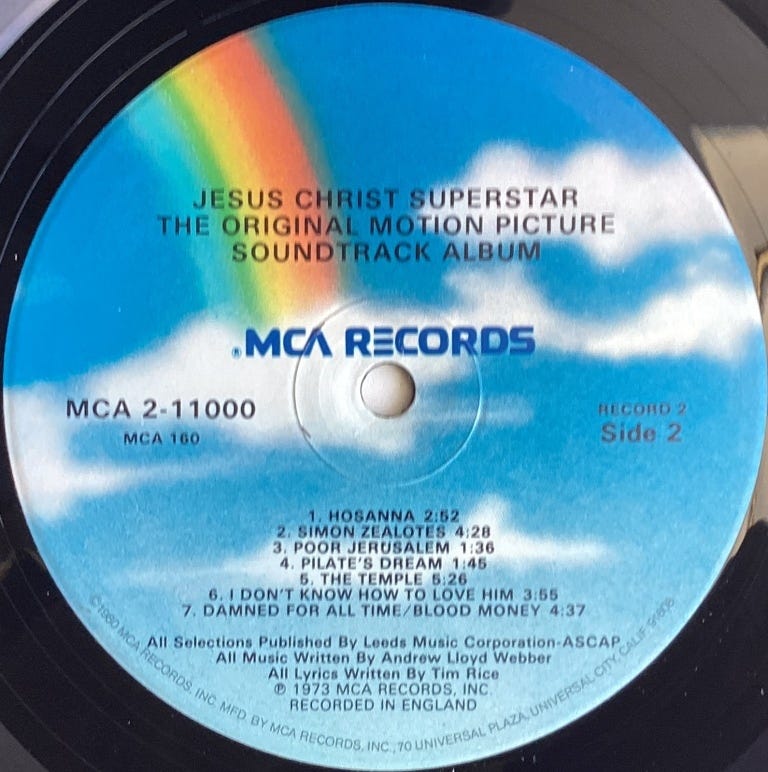 JESUS CHRIST SUPERSTAR
THE ORIGINAL MOTION PICTURE
SOUNDTRACK ALBUM
®MCA RECORDS
MCA 2-11000
MCA 160
RECORD 2
Side 2
1. HOSANNA 2:52
2. SIMON ZEALOTES 4:28
3. POOR JERUSALEM 1:36
4. PILATE'S DREAM 1:45
5. THE TEMPLE 5:26
6. I DON'T KNOW HOW TO LOVE HIM 3:55
7. DAMNED FOR ALL TIME/BLOOD MONEY 4:37
All Selections Published By Leeds Music Corporation-ASCAP
All Music Written By Andrew Lloyd Webber
All Lyrics Written By Tim Rice
℗ 1973 MCA RECORDS, INC.
RECORDED IN ENGLAND
©1980 MCA RECORDS, INC. MFD. BY MCA RECORDS, INC., 70 UNIVERSAL PLAZA, UNIVERSAL CITY, CALIF. 91608